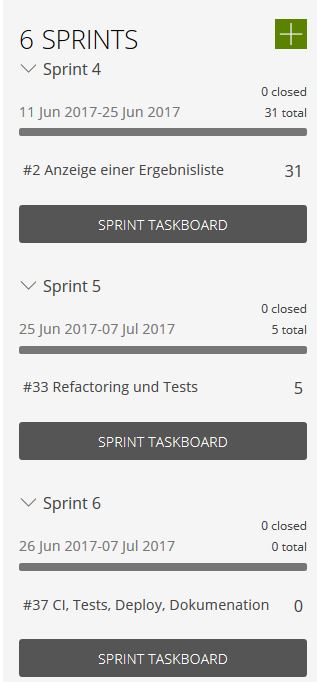 6 SPRINTS
Sprint 4
0 closed
11 Jun 2017-25 Jun 2017 31 total
#2 Anzeige einer Ergebnisliste 31
SPRINT TASKBOARD
Sprint 5
0 closed
25 Jun 2017-07 Jul 2017 5 total
#33 Refactoring und Tests 5
SPRINT TASKBOARD
Sprint 6
0 closed
26 Jun 2017-07 Jul 2017 0 total
#37 CI, Tests, Deploy, Dokumenation 0
SPRINT TASKBOARD